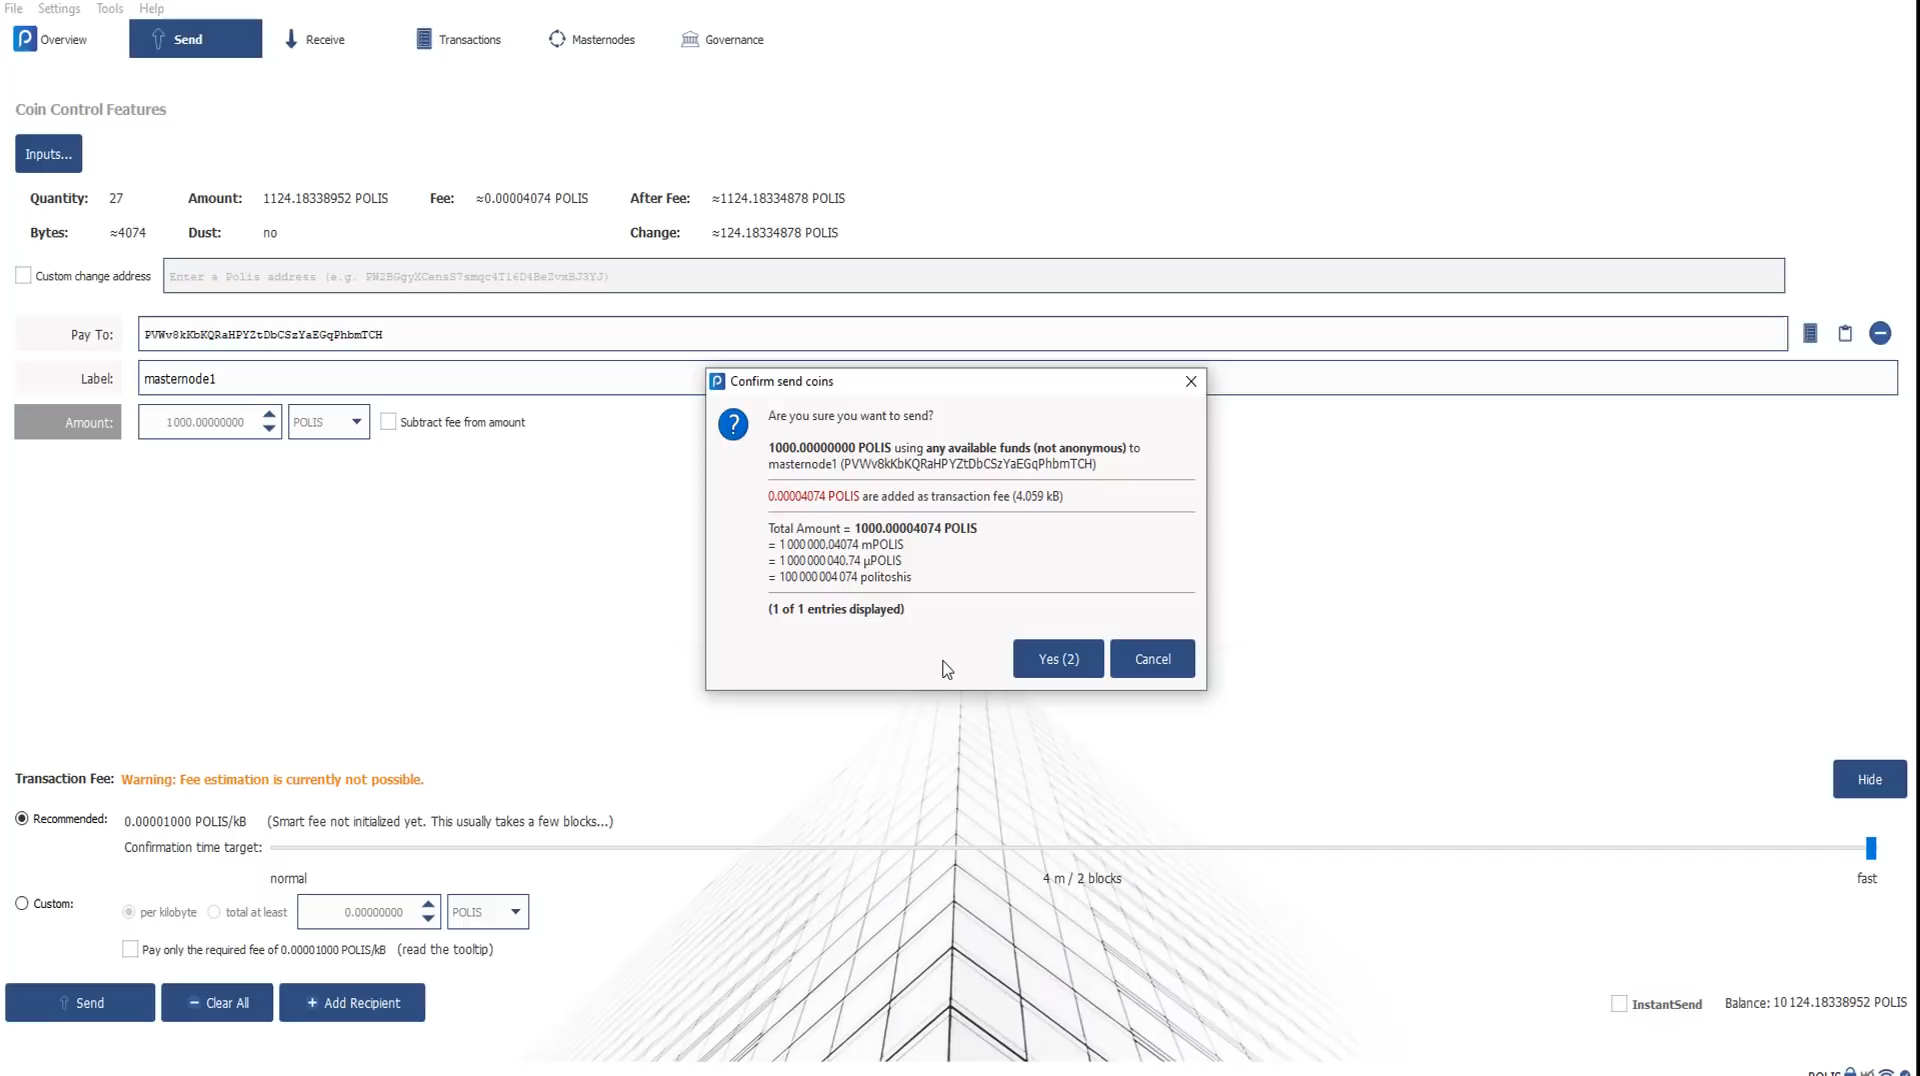 File Settings Tools Help
Overview Send Receive Transactions Masternodes Governance
Coin Control Features
Inputs...
Quantity: 27 Amount: 1124.18338952 POLIS Fee: ≈0.00004074 POLIS After Fee: ≈1124.18334878 POLIS
Bytes: ≈4074 Dust: no Change: ≈124.18334878 POLIS
Custom change address Enter a Polis address (e.g. PW2BGgyXCensS7smqc4T16D4BeZvxBJ3YJ)
Pay To: PVWv8kKbKQRaHPYZtDbCSzYaEGqPhbmTCH
Label: masternode1
Amount: 1000.00000000 POLIS Subtract fee from amount
Confirm send coins
Are you sure you want to send?
1000.00000000 POLIS using any available funds (not anonymous) to
masternode1 (PVWv8kKbKQRaHPYZtDbCSzYaEGqPhbmTCH)
0.00004074 POLIS are added as transaction fee (4.059 kB)
Total Amount = 1000.00004074 POLIS
= 1 000 000.04074 mPOLIS
= 1 000 000 040.74 µPOLIS
= 100 000 004 074 politoshis
(1 of 1 entries displayed)
Yes (2) Cancel
Transaction Fee: Warning: Fee estimation is currently not possible. Hide
Recommended: 0.00001000 POLIS/kB (Smart fee not initialized yet. This usually takes a few blocks...)
Confirmation time target:
normal 4 m / 2 blocks fast
Custom: per kilobyte total at least 0.00000000 POLIS
Pay only the required fee of 0.00001000 POLIS/kB (read the tooltip)
Send Clear All Add Recipient InstantSend Balance: 10 124.18338952 POLIS
POLIS